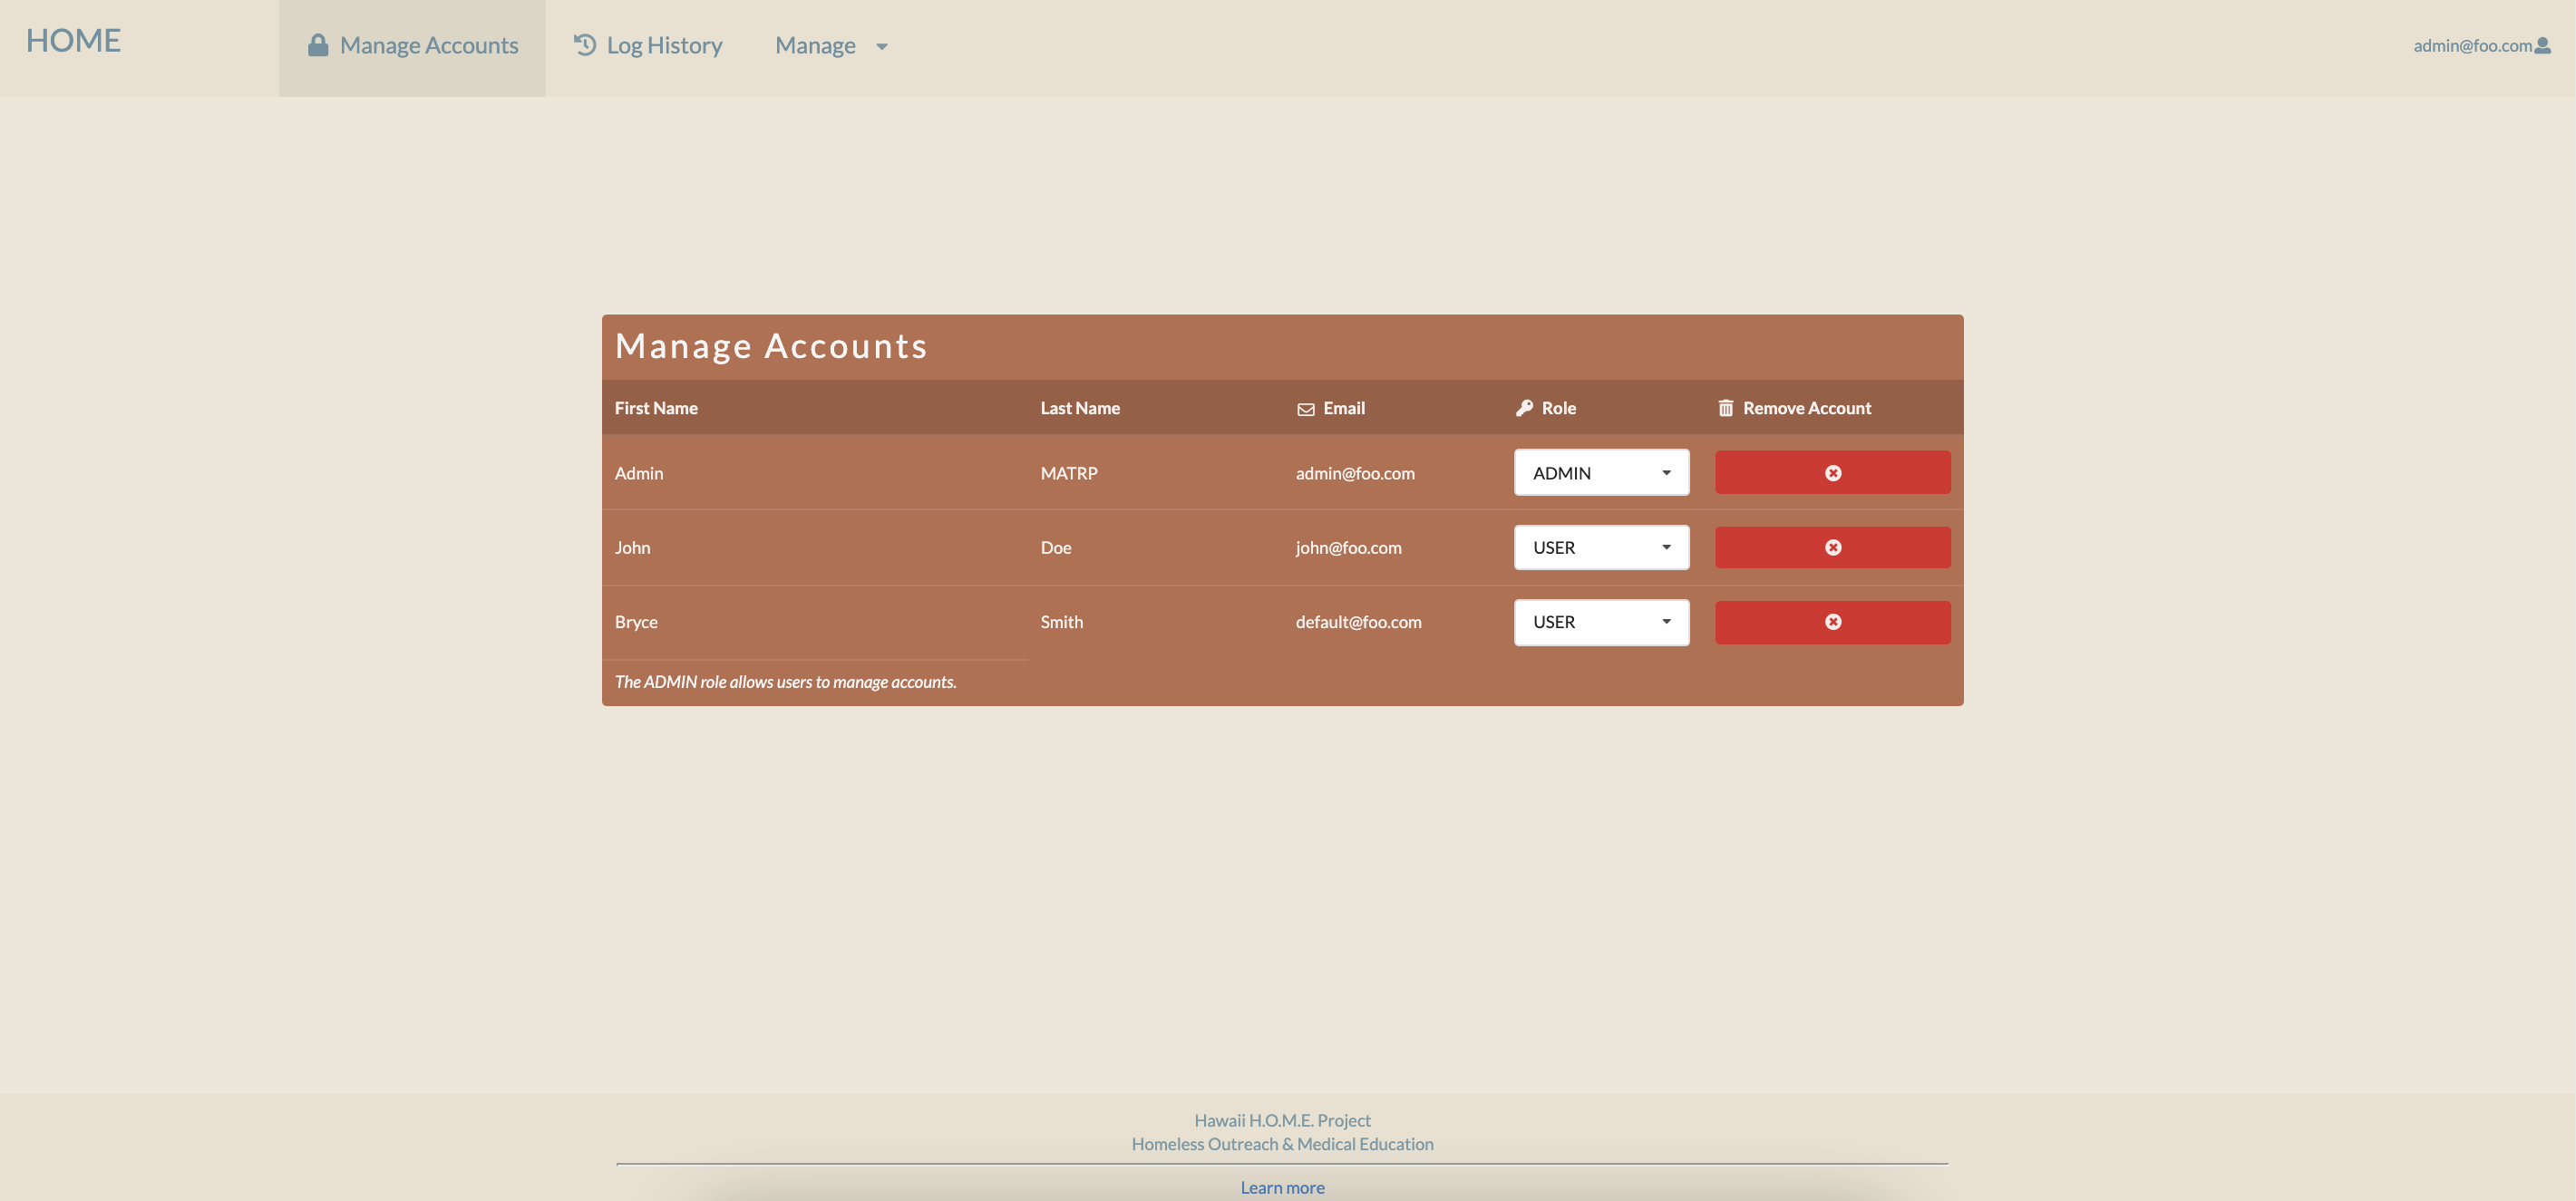 HOME Manage Accounts Log History Manage admin@foo.com
Manage Accounts
First Name Last Name Email Role Remove Account
Admin MATRP admin@foo.com ADMIN
John Doe john@foo.com USER
Bryce Smith default@foo.com USER
The ADMIN role allows users to manage accounts.
Hawaii H.O.M.E. Project
Homeless Outreach & Medical Education
Learn more